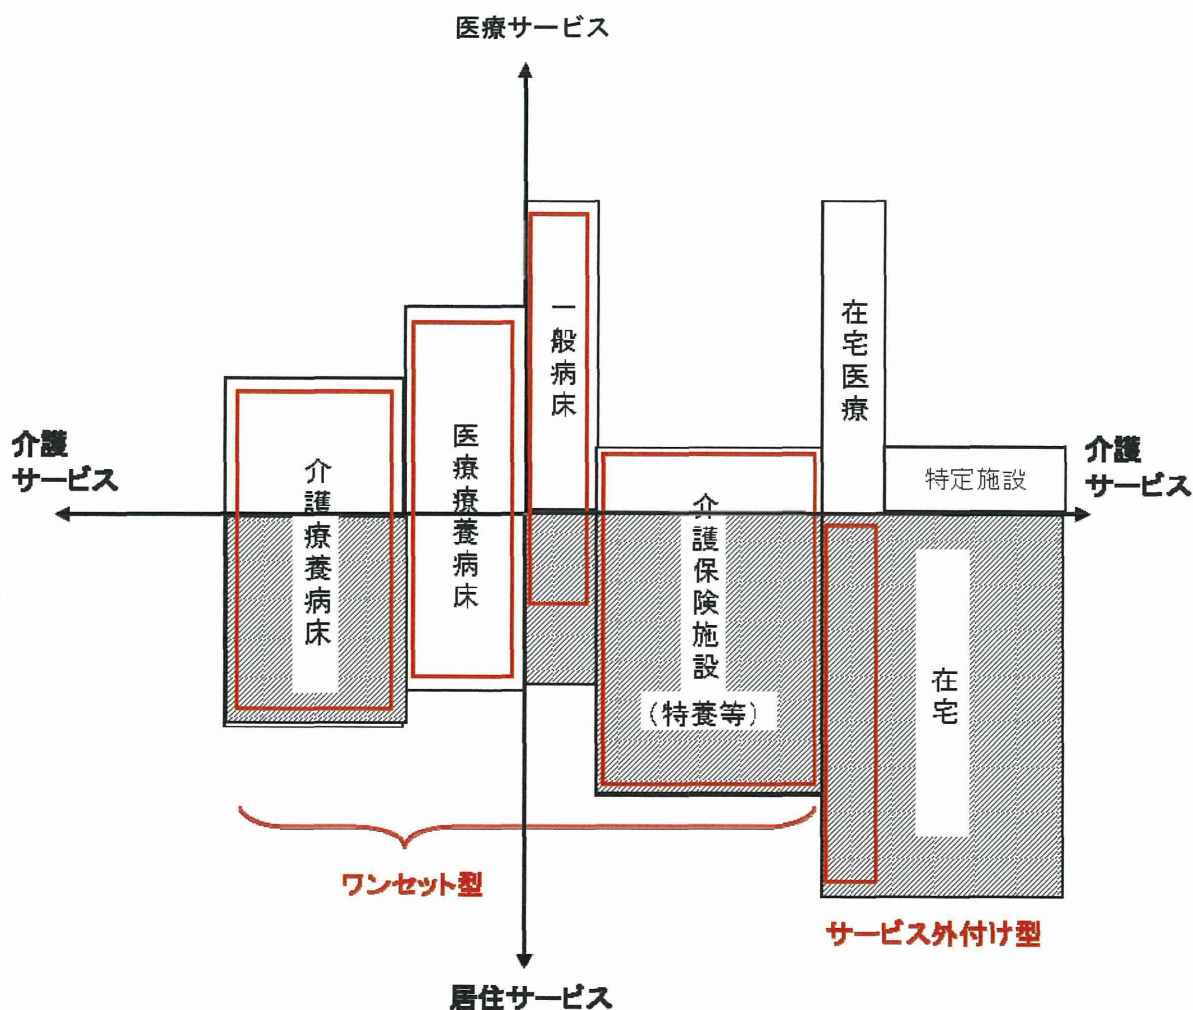 医療サービス
一般病床
在宅医療
介護
サービス
介護療養病床
医療療養病床
介護保険施設
(特養等)
特定施設
介護
サービス
在宅
ワンセット型
サービス外付け型
居住サービス